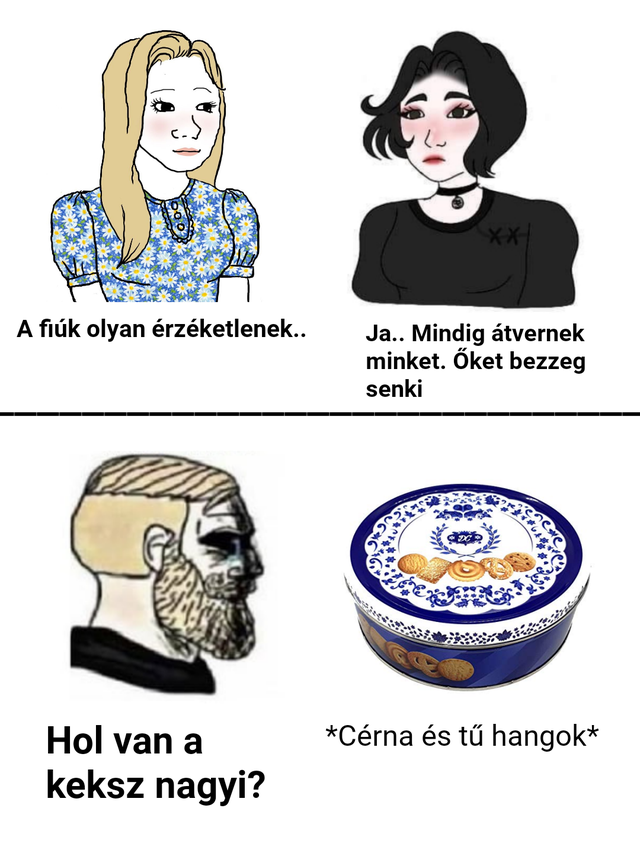 A fiúk olyan érzéketlenek..
Ja.. Mindig átvernek
minket. Őket bezzeg
senki
Hol van a
keksz nagyi?
*Cérna és tű hangok*